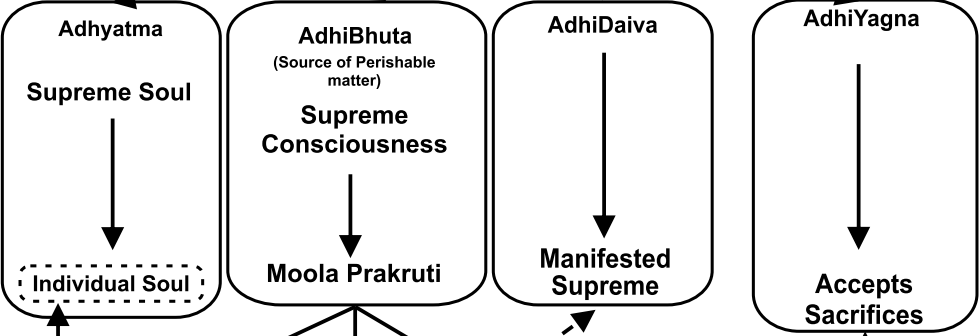 Adhyatma
Supreme Soul
Individual Soul
AdhiBhuta
(Source of Perishable
matter)
Supreme
Consciousness
Moola Prakruti
AdhiDaiva
Manifested
Supreme
AdhiYagna
Accepts
Sacrifices